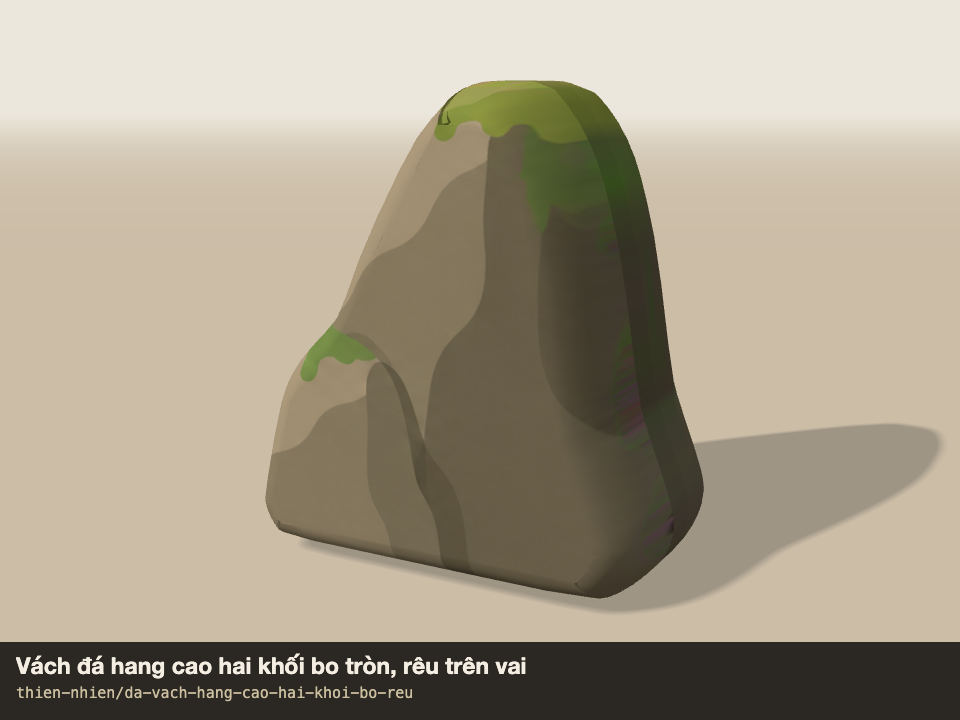 Vách đá hang cao hai khối bo tròn, rêu trên vai
thien-nhien/da-vach-hang-cao-hai-khoi-bo-reu